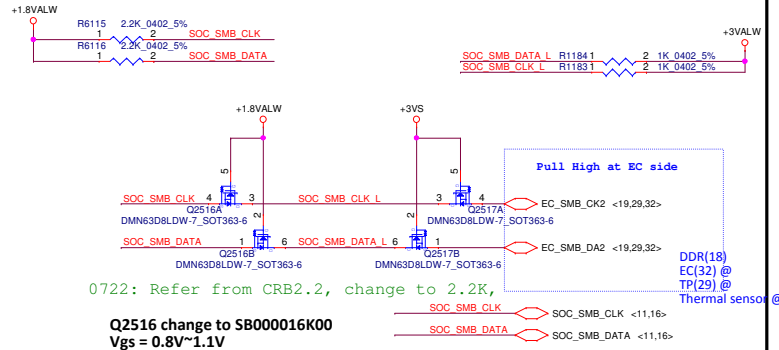 +1.8VALW
R6115 2.2K_0402_5%
1 2 SOC_SMB_CLK
R6116 2.2K_0402_5%
1 2 SOC_SMB_DATA
+3VALW
SOC_SMB_DATA_L R1184 1 2 1K_0402_5%
SOC_SMB_CLK_L R1183 1 2 1K_0402_5%
+1.8VALW +3VS
Pull High at EC side
5 5
SOC_SMB_CLK 4 3 SOC_SMB_CLK_L 3 4 EC_SMB_CK2 <19,29,32>
Q2516A Q2517A
DMN63D8LDW-7_SOT363-6 DMN63D8LDW-7_SOT363-6
2 2
SOC_SMB_DATA 1 6 SOC_SMB_DATA_L 6 1 EC_SMB_DA2 <19,29,32>
Q2516B Q2517B
DMN63D8LDW-7_SOT363-6 DMN63D8LDW-7_SOT363-6
DDR(18)
EC(32) @
TP(29) @
Thermal sensor @
0722: Refer from CRB2.2, change to 2.2K,
SOC_SMB_CLK SOC_SMB_CLK <11,16>
SOC_SMB_DATA SOC_SMB_DATA <11,16>
Q2516 change to SB000016K00
Vgs = 0.8V~1.1V